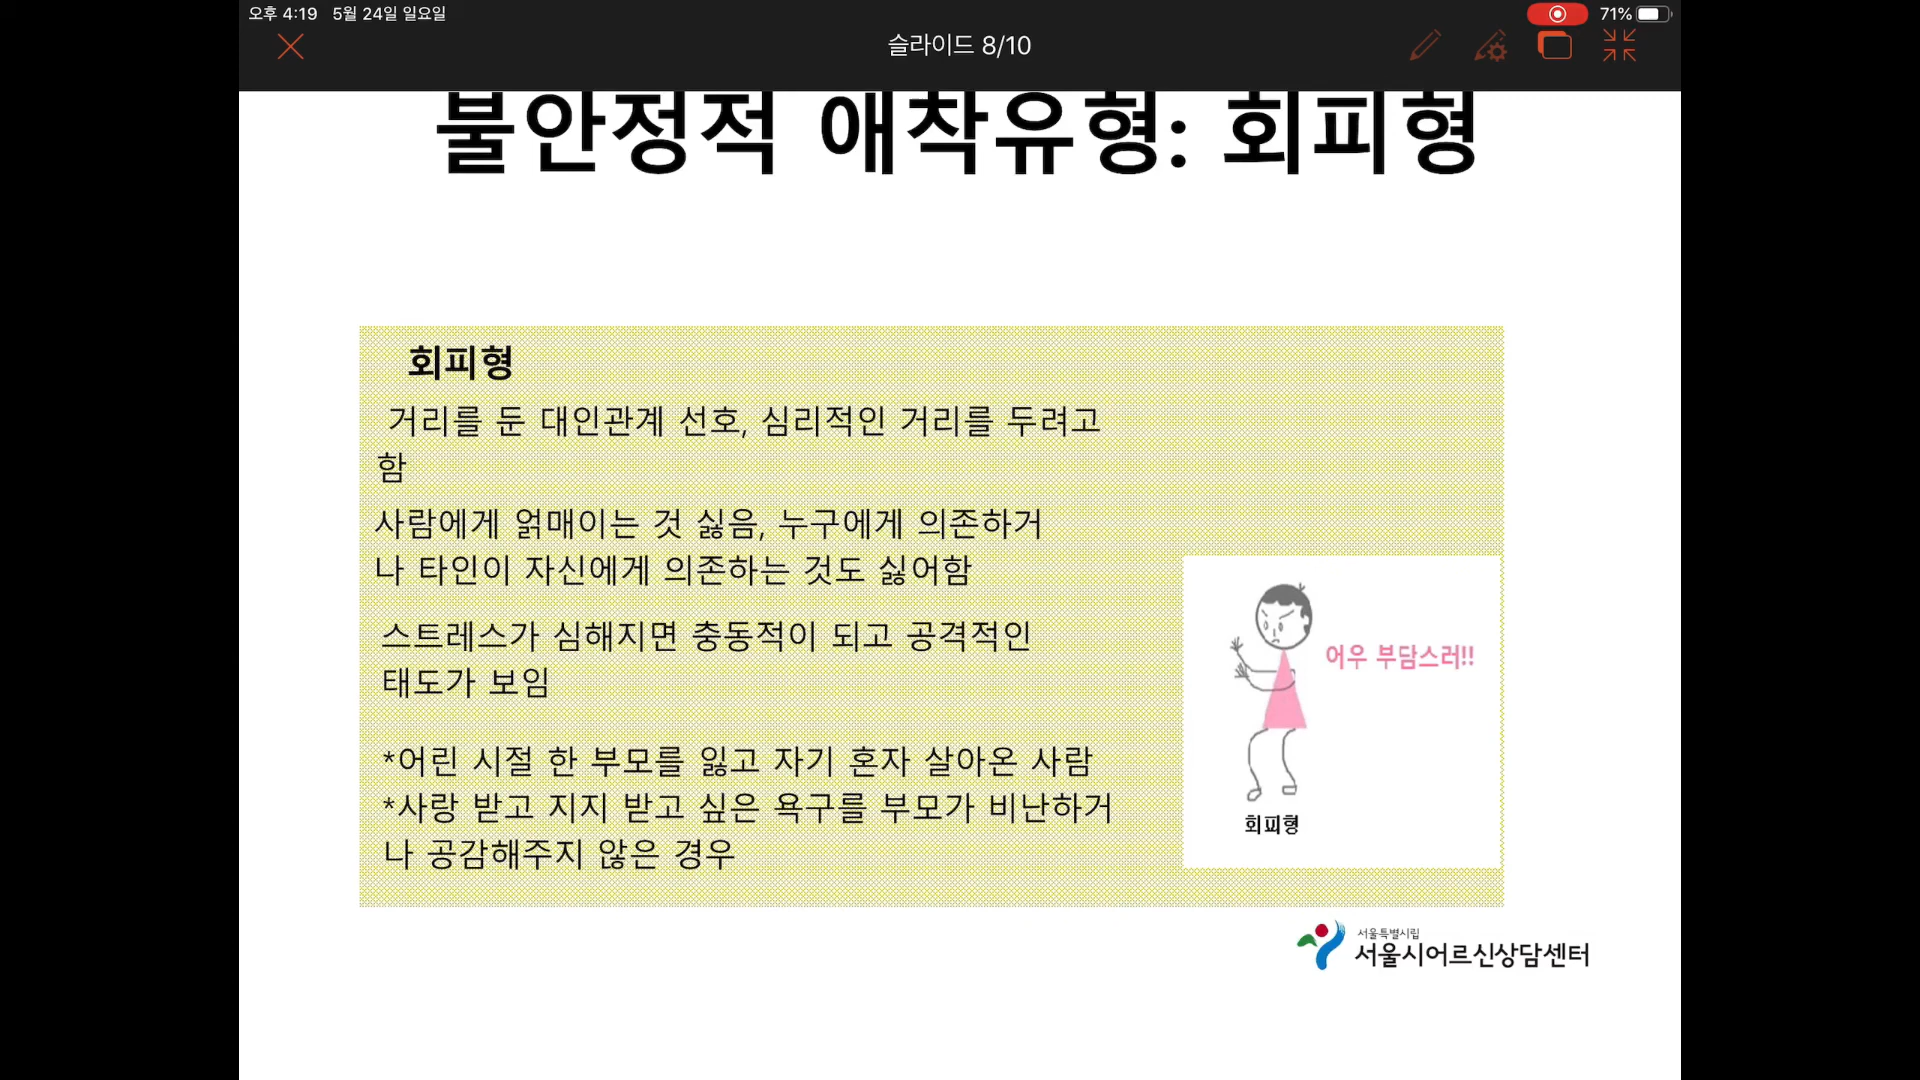 오후 4:19 5월 24일 일요일
71%
슬라이드 8/10
불안정적 애착유형: 회피형
회피형
거리를 둔 대인관계 선호, 심리적인 거리를 두려고
함
사람에게 얽매이는 것 싫음, 누구에게 의존하거
나 타인이 자신에게 의존하는 것도 싫어함
스트레스가 심해지면 충동적이 되고 공격적인
태도가 보임
*어린 시절 한 부모를 잃고 자기 혼자 살아온 사람
*사랑 받고 지지 받고 싶은 욕구를 부모가 비난하거
나 공감해주지 않은 경우
어우 부담스러!!
회피형
서울특별시립
서울시어르신상담센터